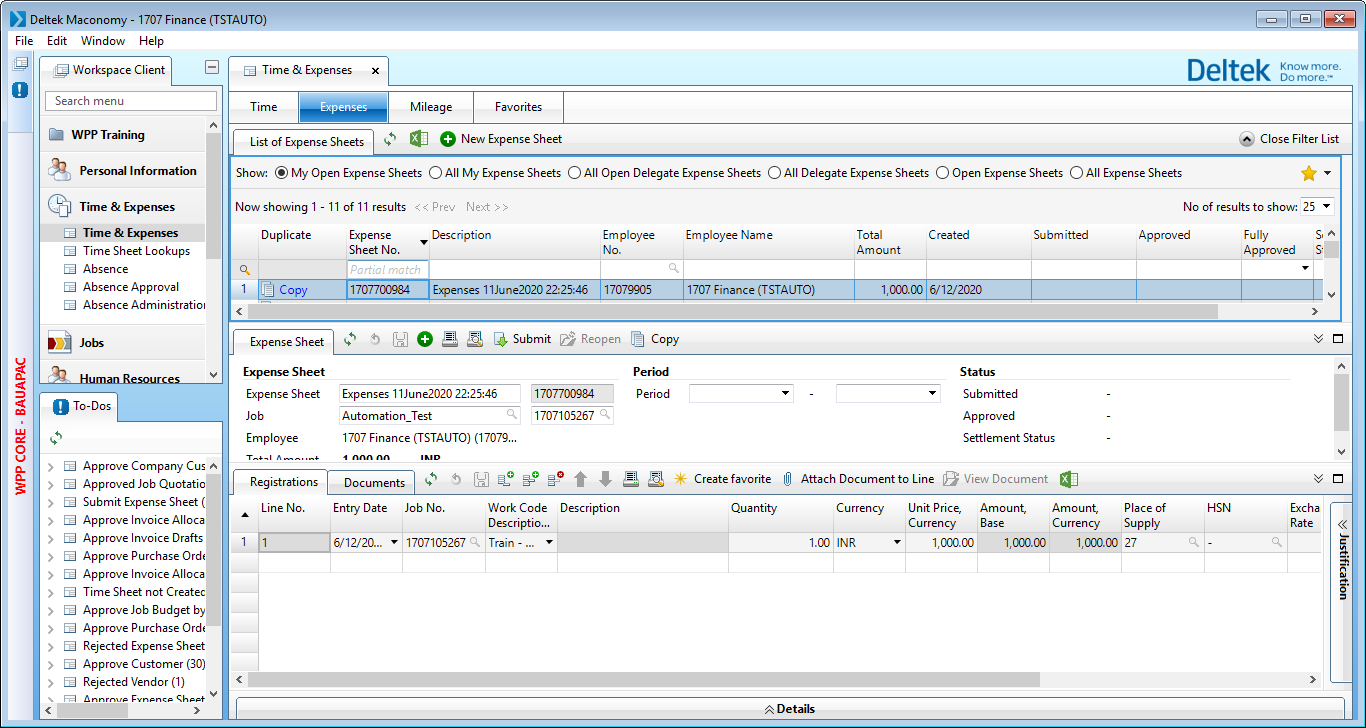 Deltek Maconomy - 1707 Finance (TSTAUTO)
File Edit Window Help
WPP CORE - BAUAPAC
Workspace Client
Search menu
WPP Training
Personal Information
Time & Expenses
Time & Expenses
Time Sheet Lookups
Absence
Absence Approval
Absence Administration
Jobs
Human Resources
To-Dos
Approve Company Cus
Approved Job Quotatio
Submit Expense Sheet (
Approve Invoice Alloca
Approve Invoice Drafts
Approve Purchase Orde
Approve Invoice Alloca
Time Sheet not Created
Approve Job Budget by
Approve Purchase Orde
Rejected Expense Sheet
Approve Customer (30)
Rejected Vendor (1)
Approve Expense Sheet
Time & Expenses
Deltek Know more. Do more.™
Time Expenses Mileage Favorites
List of Expense Sheets New Expense Sheet Close Filter List
Show: My Open Expense Sheets All My Expense Sheets All Open Delegate Expense Sheets All Delegate Expense Sheets Open Expense Sheets All Expense Sheets
Now showing 1 - 11 of 11 results << Prev Next >> No of results to show: 25
Duplicate Expense Sheet No. Description Employee No. Employee Name Total Amount Created Submitted Approved Fully Approved S S
Partial match
1 Copy 1707700984 Expenses 11June2020 22:25:46 17079905 1707 Finance (TSTAUTO) 1,000.00 6/12/2020
Expense Sheet Submit Reopen Copy
Expense Sheet Period Status
Expense Sheet Expenses 11June2020 22:25:46 1707700984 Period - Submitted -
Job Automation_Test 1707105267 Approved -
Employee 1707 Finance (TSTAUTO) (17079... Settlement Status -
Total Amount 1,000.00 INR
Registrations Documents Create favorite Attach Document to Line View Document
Line No. Entry Date Job No. Work Code Descriptio... Description Quantity Currency Unit Price, Currency Amount, Base Amount, Currency Place of Supply HSN Excha Rate
1 1 6/12/20... 1707105267 Train - ... 1.00 INR 1,000.00 1,000.00 1,000.00 27 -
Justification
Details